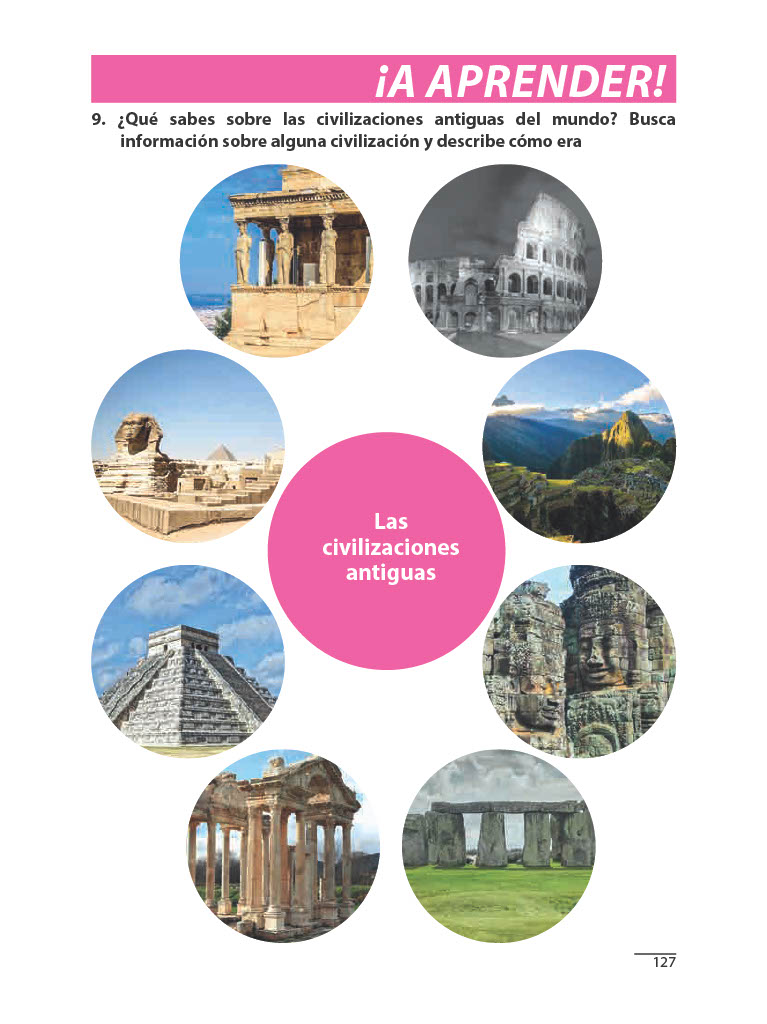 ¡A APRENDER!
9. ¿Qué sabes sobre las civilizaciones antiguas del mundo? Busca
información sobre alguna civilización y describe cómo era
Las
civilizaciones
antiguas
127